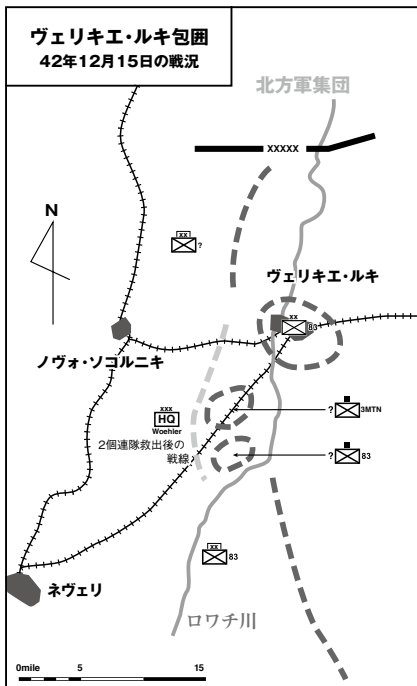 ヴェリキエ・ルキ包囲
42年12月15日の戦況
北方軍集団
XXXXX
N
xx
?
ヴェリキエ・ルキ
xx
83
ノヴォ・ソコルニキ
xxx
HQ
Woehler
2個連隊救出後の
戦線
?
3MTN
?
83
xx
83
ネヴェリ
ロワチ川
0mile
5
15